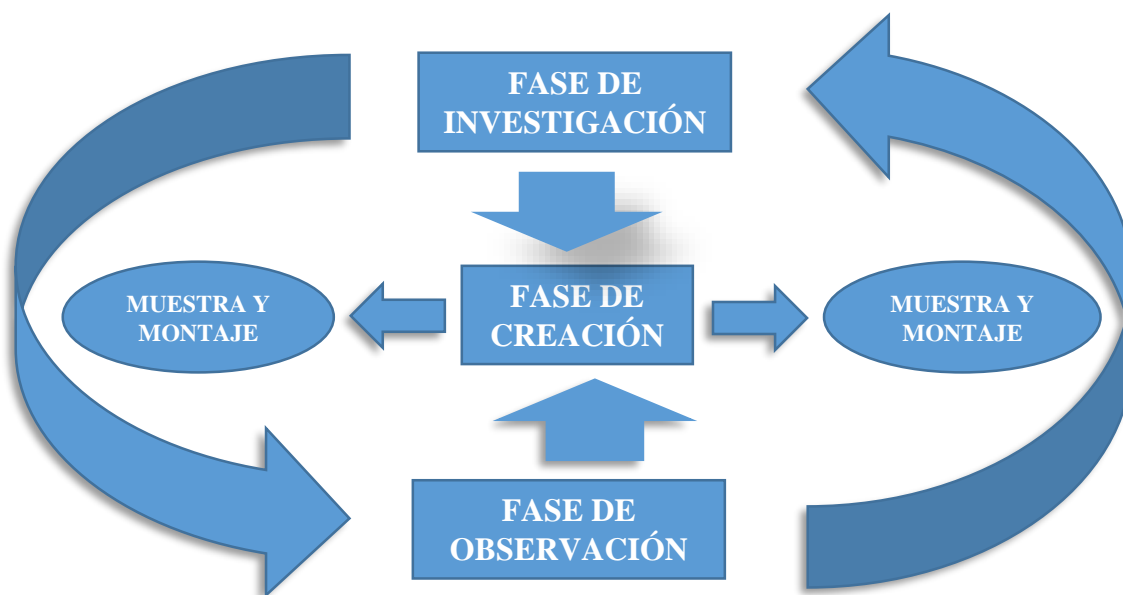 FASE DE
INVESTIGACIÓN
MUESTRA Y
MONTAJE
FASE DE
CREACIÓN
MUESTRA Y
MONTAJE
FASE DE
OBSERVACIÓN